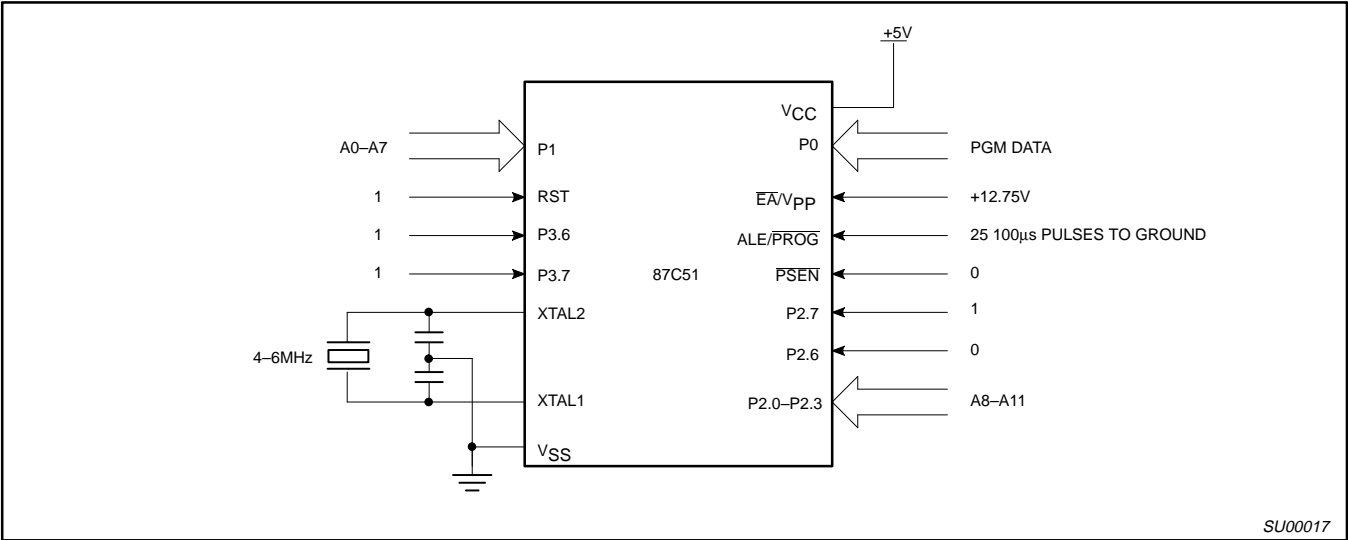 +5V
VCC
A0–A7
P1
P0
PGM DATA
1
RST
EA/VPP
+12.75V
1
P3.6
ALE/PROG
25 100µs PULSES TO GROUND
1
P3.7
87C51
PSEN
0
XTAL2
P2.7
1
4–6MHz
P2.6
0
XTAL1
P2.0–P2.3
A8–A11
VSS
SU00017